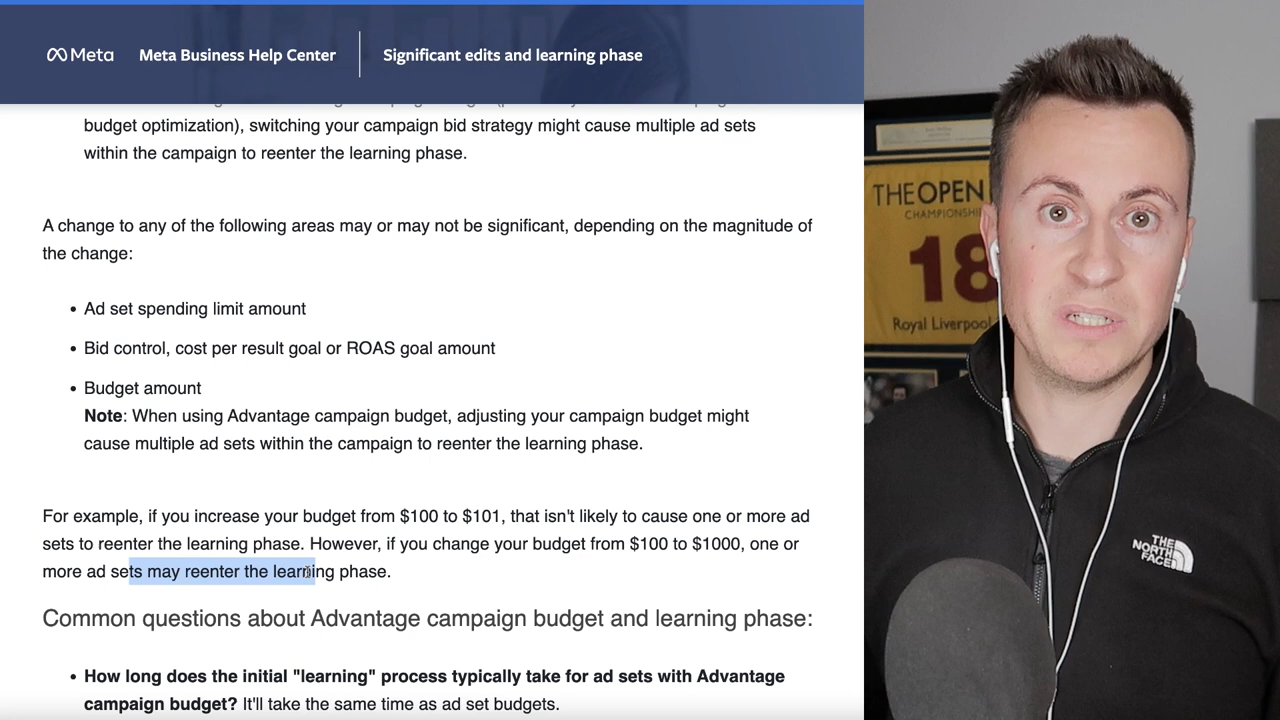 Meta
Meta Business Help Center
Significant edits and learning phase
budget optimization), switching your campaign bid strategy might cause multiple ad sets
within the campaign to reenter the learning phase.
A change to any of the following areas may or may not be significant, depending on the magnitude of
the change:
• Ad set spending limit amount
• Bid control, cost per result goal or ROAS goal amount
• Budget amount
Note: When using Advantage campaign budget, adjusting your campaign budget might
cause multiple ad sets within the campaign to reenter the learning phase.
For example, if you increase your budget from $100 to $101, that isn't likely to cause one or more ad
sets to reenter the learning phase. However, if you change your budget from $100 to $1000, one or
more ad sets may reenter the learning phase.
Common questions about Advantage campaign budget and learning phase:
• How long does the initial "learning" process typically take for ad sets with Advantage
campaign budget? It'll take the same time as ad set budgets.
THE OPEN
CHAMPIONSHIP
18
Royal Liverpool
THE
NORTH
FACE